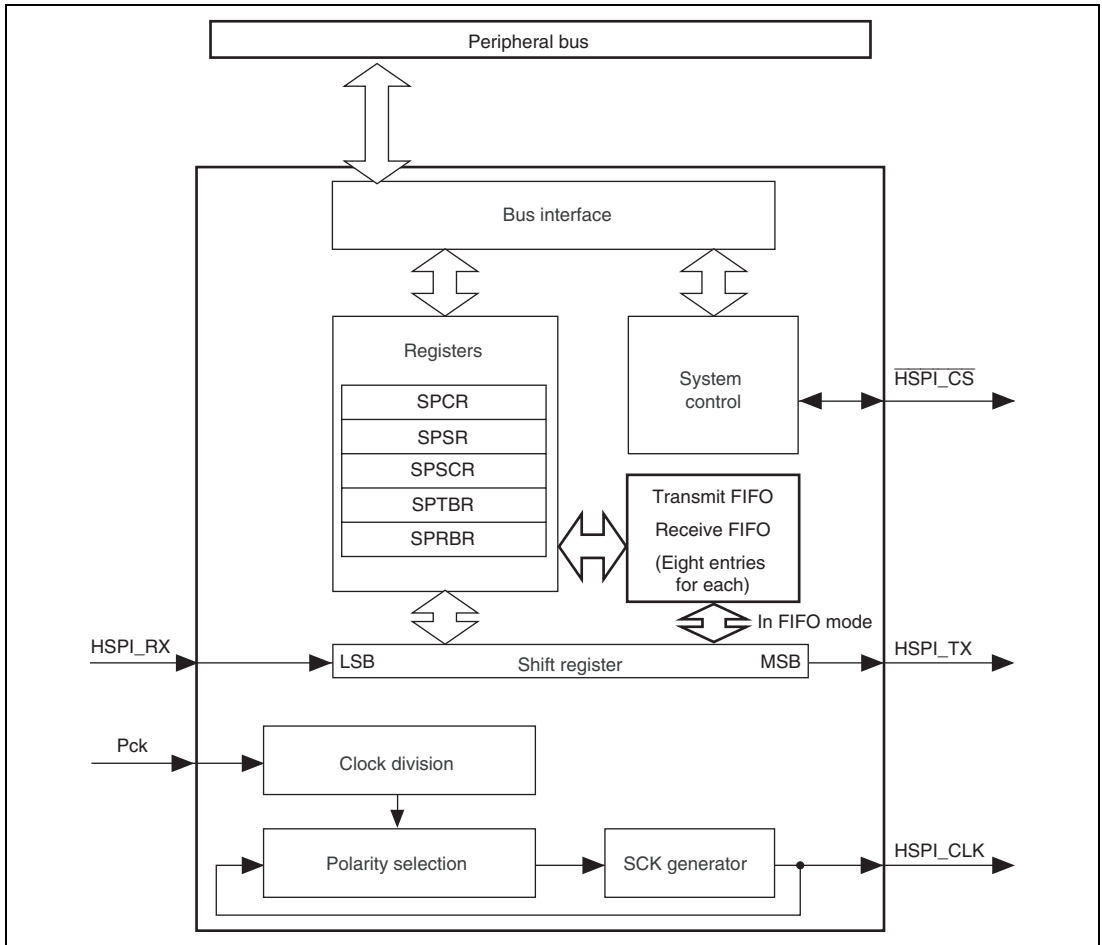 Peripheral bus
Bus interface
Registers
SPCR
SPSR
SPSCR
SPTBR
SPRBR
System
control
HSPI_CS
Transmit FIFO
Receive FIFO
(Eight entries
for each)
In FIFO mode
HSPI_RX
LSB
Shift register
MSB
HSPI_TX
Pck
Clock division
Polarity selection
SCK generator
HSPI_CLK